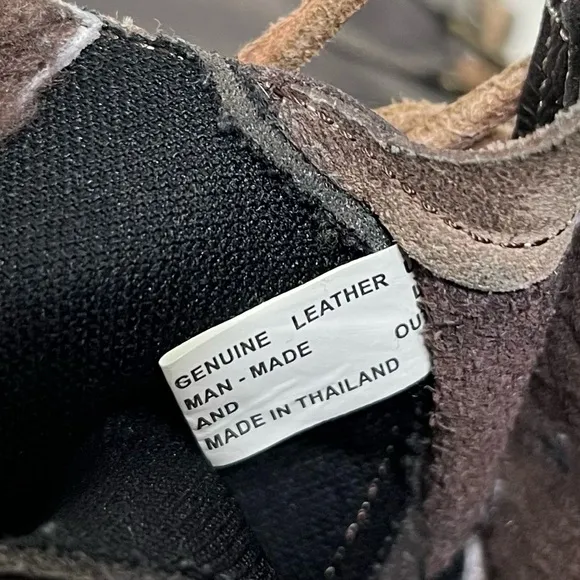 GENUINE LEATHER
MAN - MADE
AND
MADE IN THAILAND